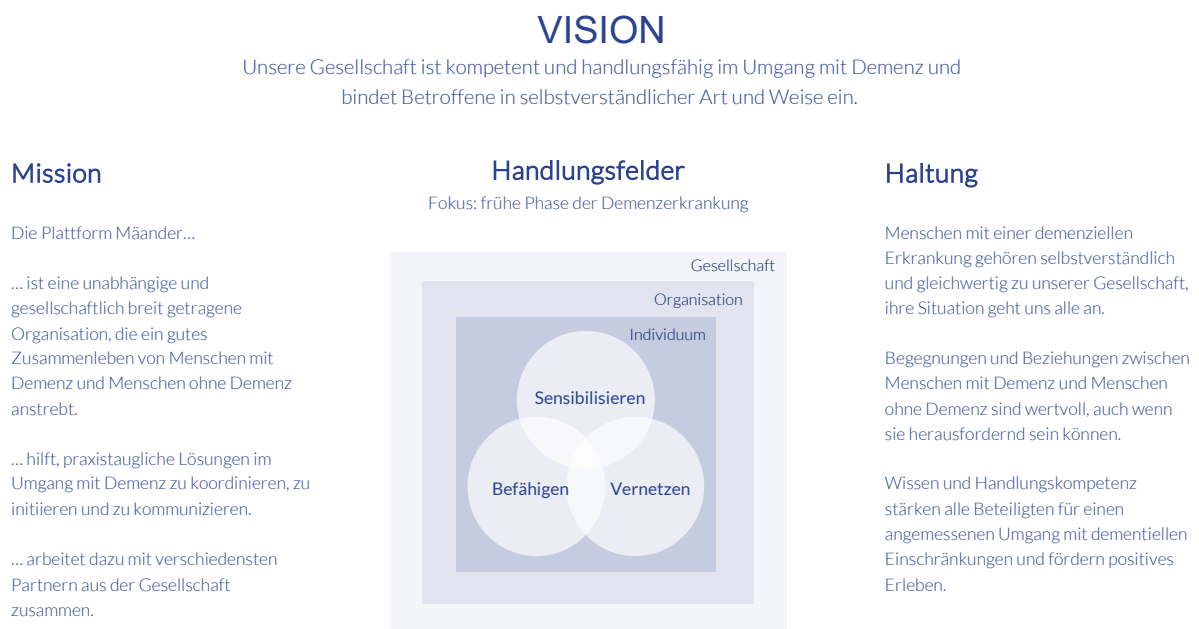 VISION
Unsere Gesellschaft ist kompetent und handlungsfähig im Umgang mit Demenz und
bindet Betroffene in selbstverständlicher Art und Weise ein.
Mission
Die Plattform Mäander...
... ist eine unabhängige und
gesellschaftlich breit getragene
Organisation, die ein gutes
Zusammenleben von Menschen mit
Demenz und Menschen ohne Demenz
anstrebt.
... hilft, praxistaugliche Lösungen im
Umgang mit Demenz zu koordinieren, zu
initiieren und zu kommunizieren.
... arbeitet dazu mit verschiedensten
Partnern aus der Gesellschaft
zusammen.
Handlungsfelder
Fokus: frühe Phase der Demenzerkrankung
Gesellschaft
Organisation
Individuum
Sensibilisieren
Befähigen
Vernetzen
Haltung
Menschen mit einer demenziellen
Erkrankung gehören selbstverständlich
und gleichwertig zu unserer Gesellschaft,
ihre Situation geht uns alle an.
Begegnungen und Beziehungen zwischen
Menschen mit Demenz und Menschen
ohne Demenz sind wertvoll, auch wenn
sie herausfordernd sein können.
Wissen und Handlungskompetenz
stärken alle Beteiligten für einen
angemessenen Umgang mit dementiellen
Einschränkungen und fördern positives
Erleben.